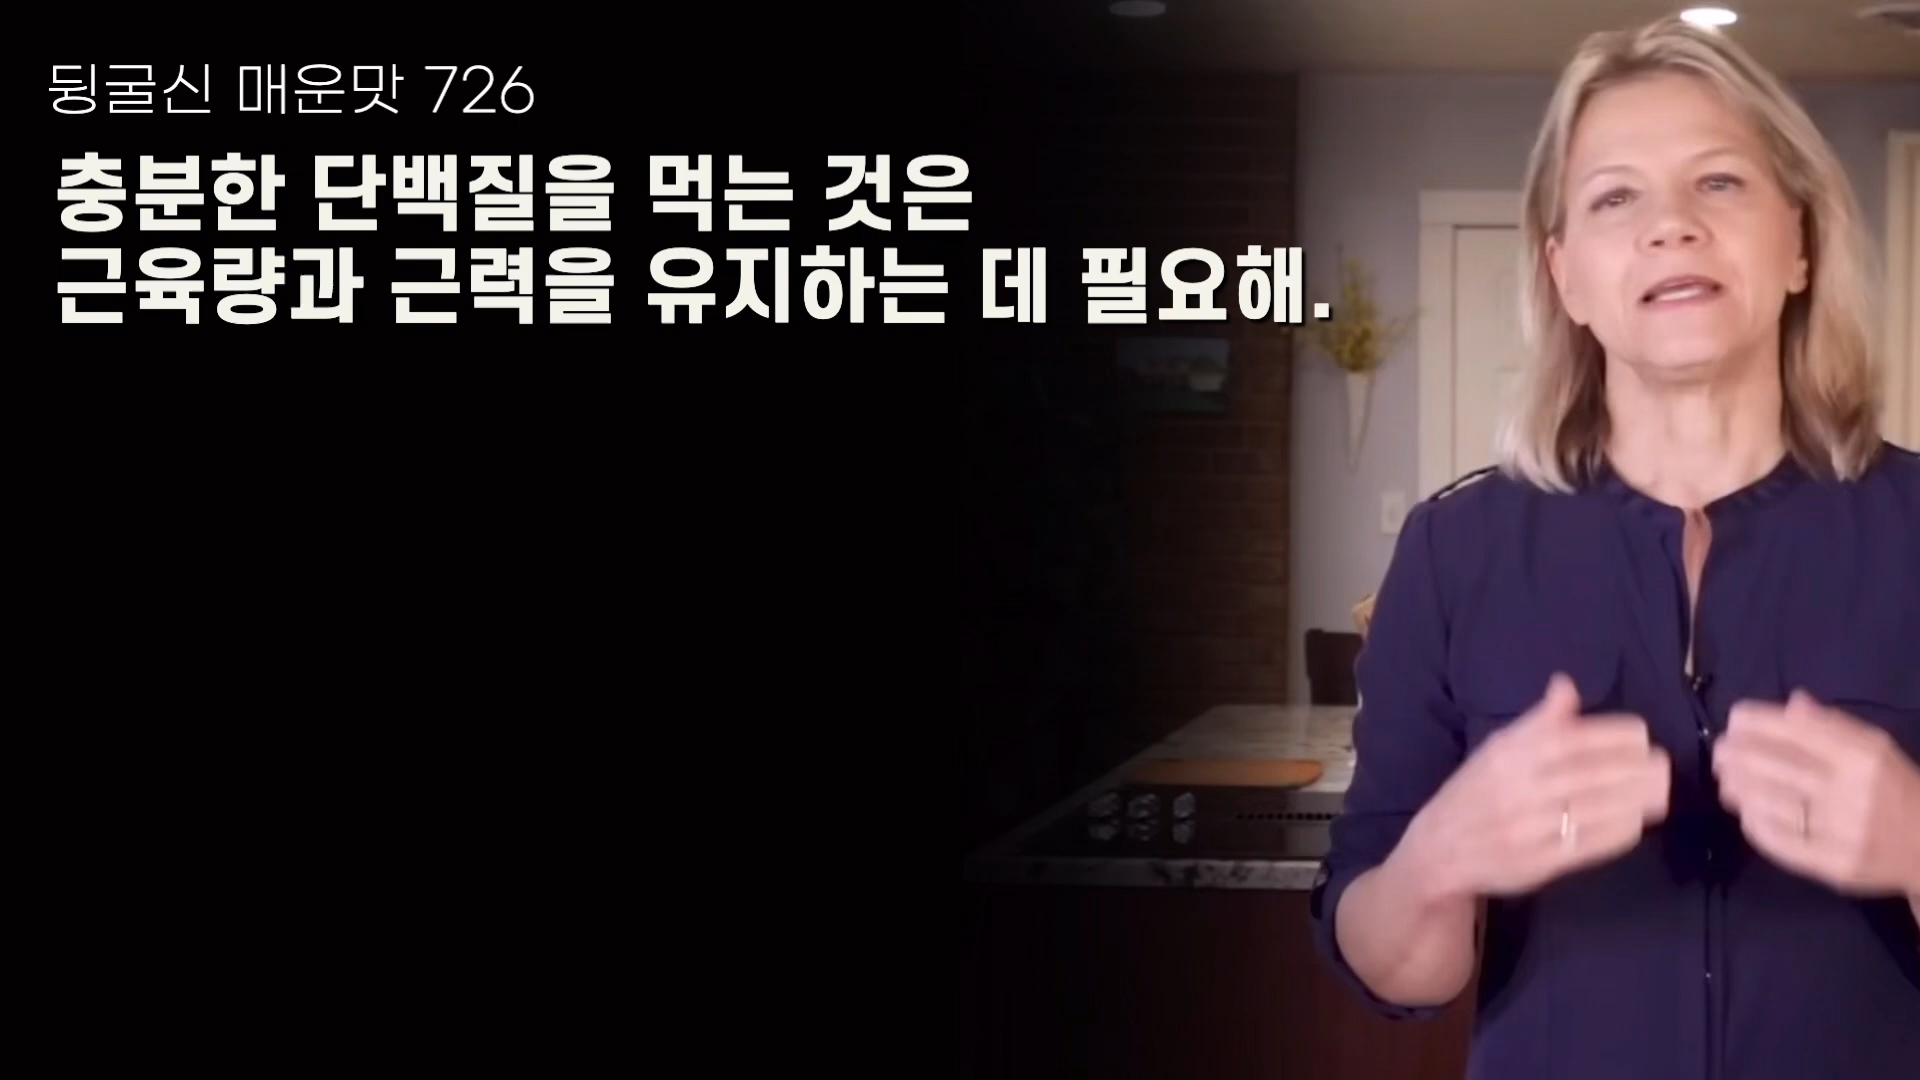 뒹굴신 매운맛 726
충분한 단백질을 먹는 것은
근육량과 근력을 유지하는 데 필요해.